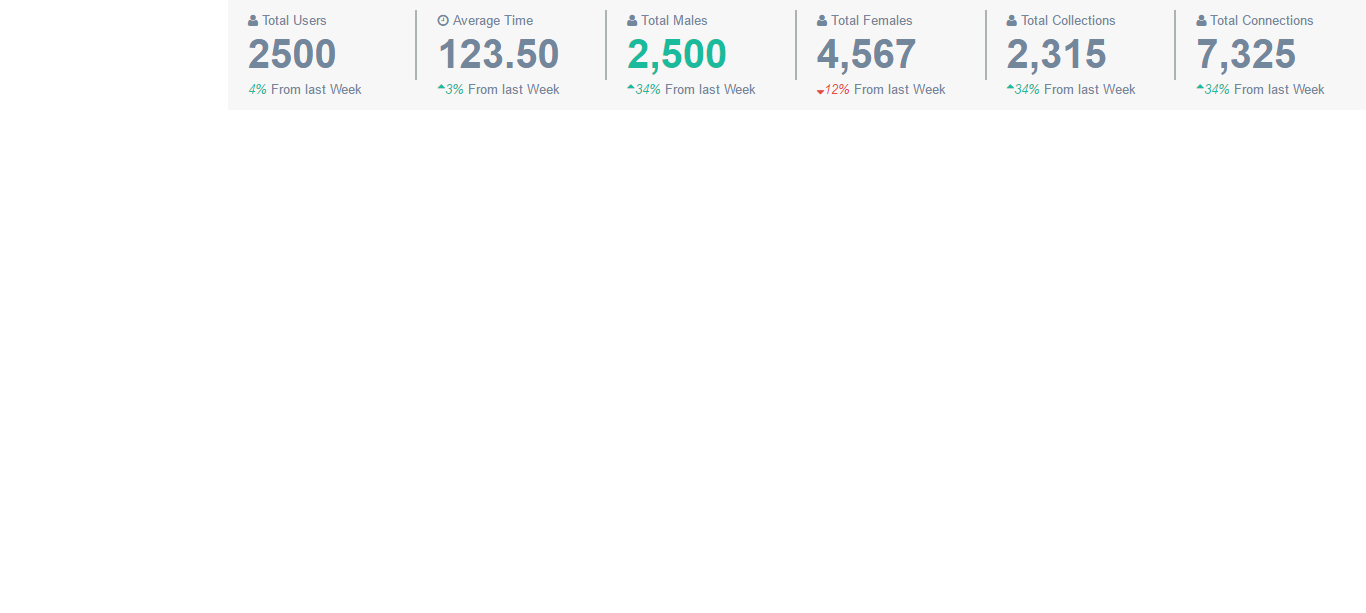 Total Users
2500
4% From last Week
Average Time
123.50
3% From last Week
Total Males
2,500
34% From last Week
Total Females
4,567
12% From last Week
Total Collections
2,315
34% From last Week
Total Connections
7,325
34% From last Week